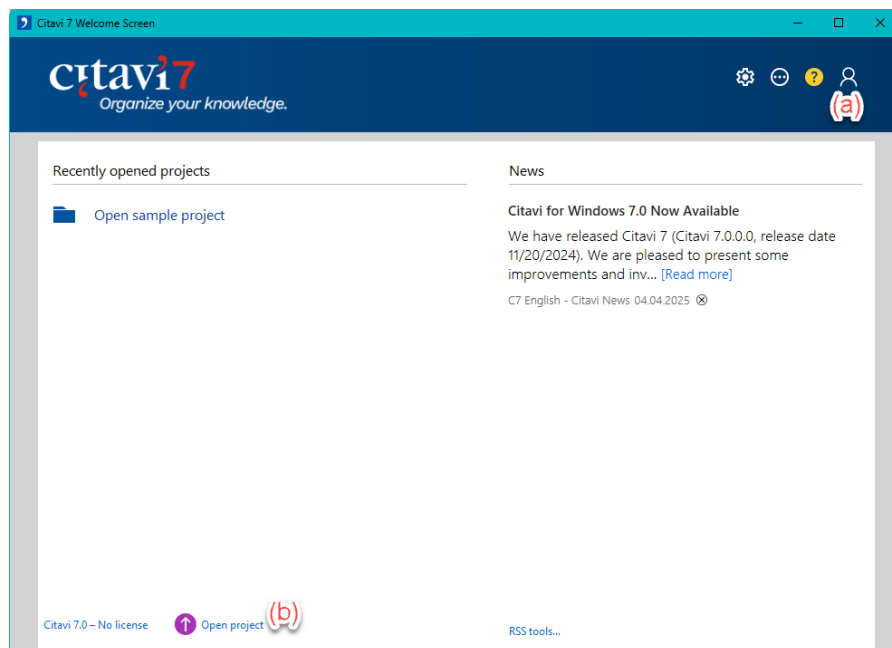 Citavi 7 Welcome Screen
citavi 7
Organize your knowledge.
?
(a)
Recently opened projects
Open sample project
News
Citavi for Windows 7.0 Now Available
We have released Citavi 7 (Citavi 7.0.0.0, release date
11/20/2024). We are pleased to present some
improvements and inv... [Read more]
C7 English - Citavi News 04.04.2025
Citavi 7.0 – No license
Open project
(b)
RSS tools...